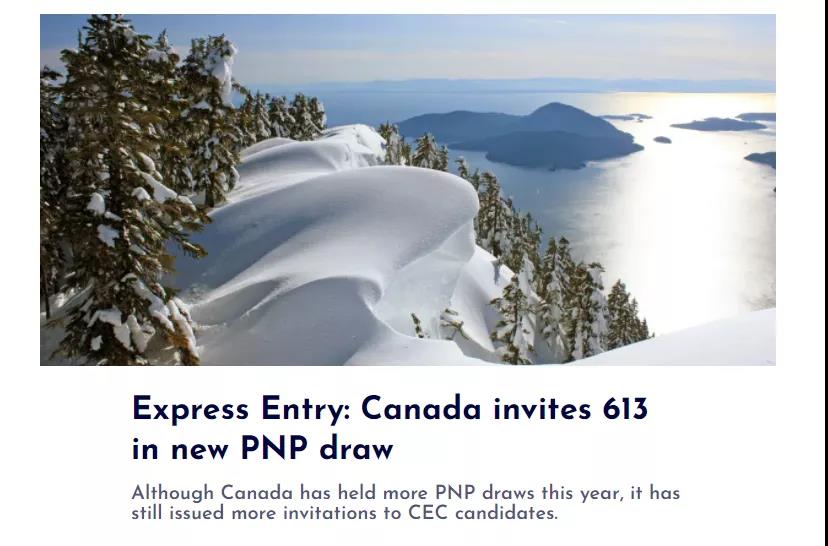 Express Entry: Canada invites 613
in new PNP draw
Although Canada has held more PNP draws this year, it has
still issued more invitations to CEC candidates.